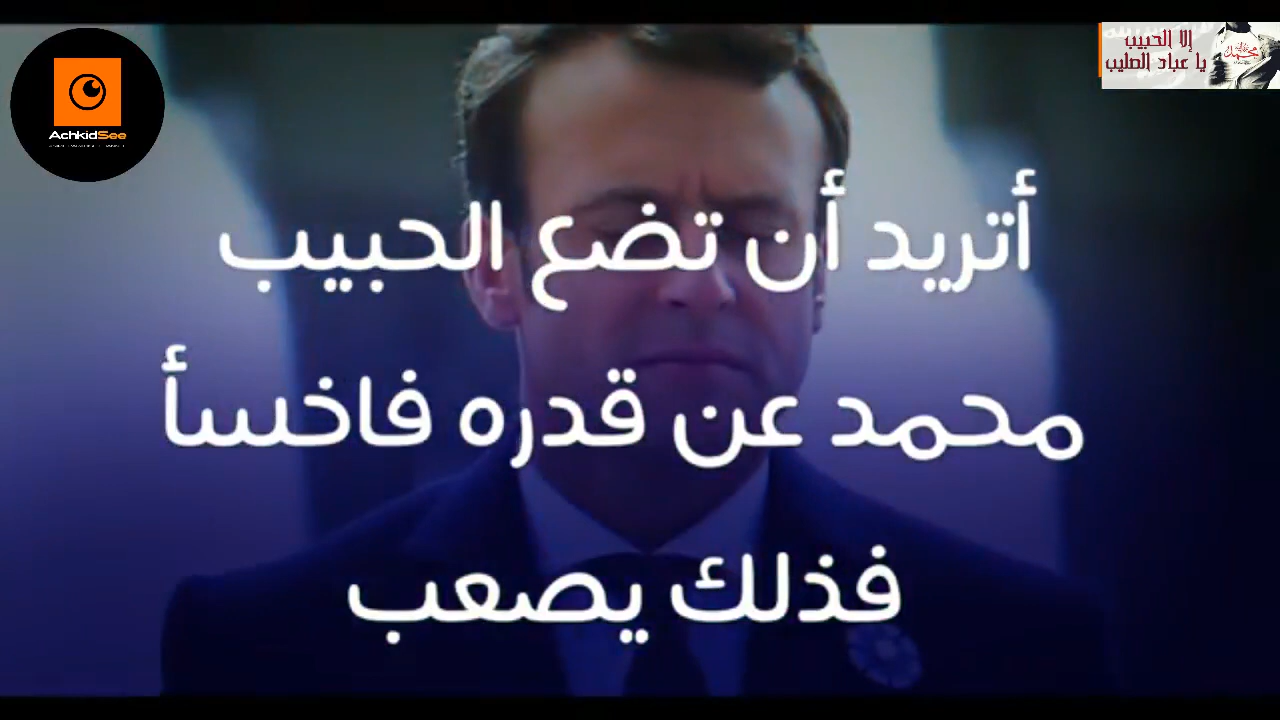 AchkidSee
إلا الحبيب
يا عباد الصليب
أتريد أن تضع الحبيب
محمد عن قدره فاخسأ
فذلك يصعب